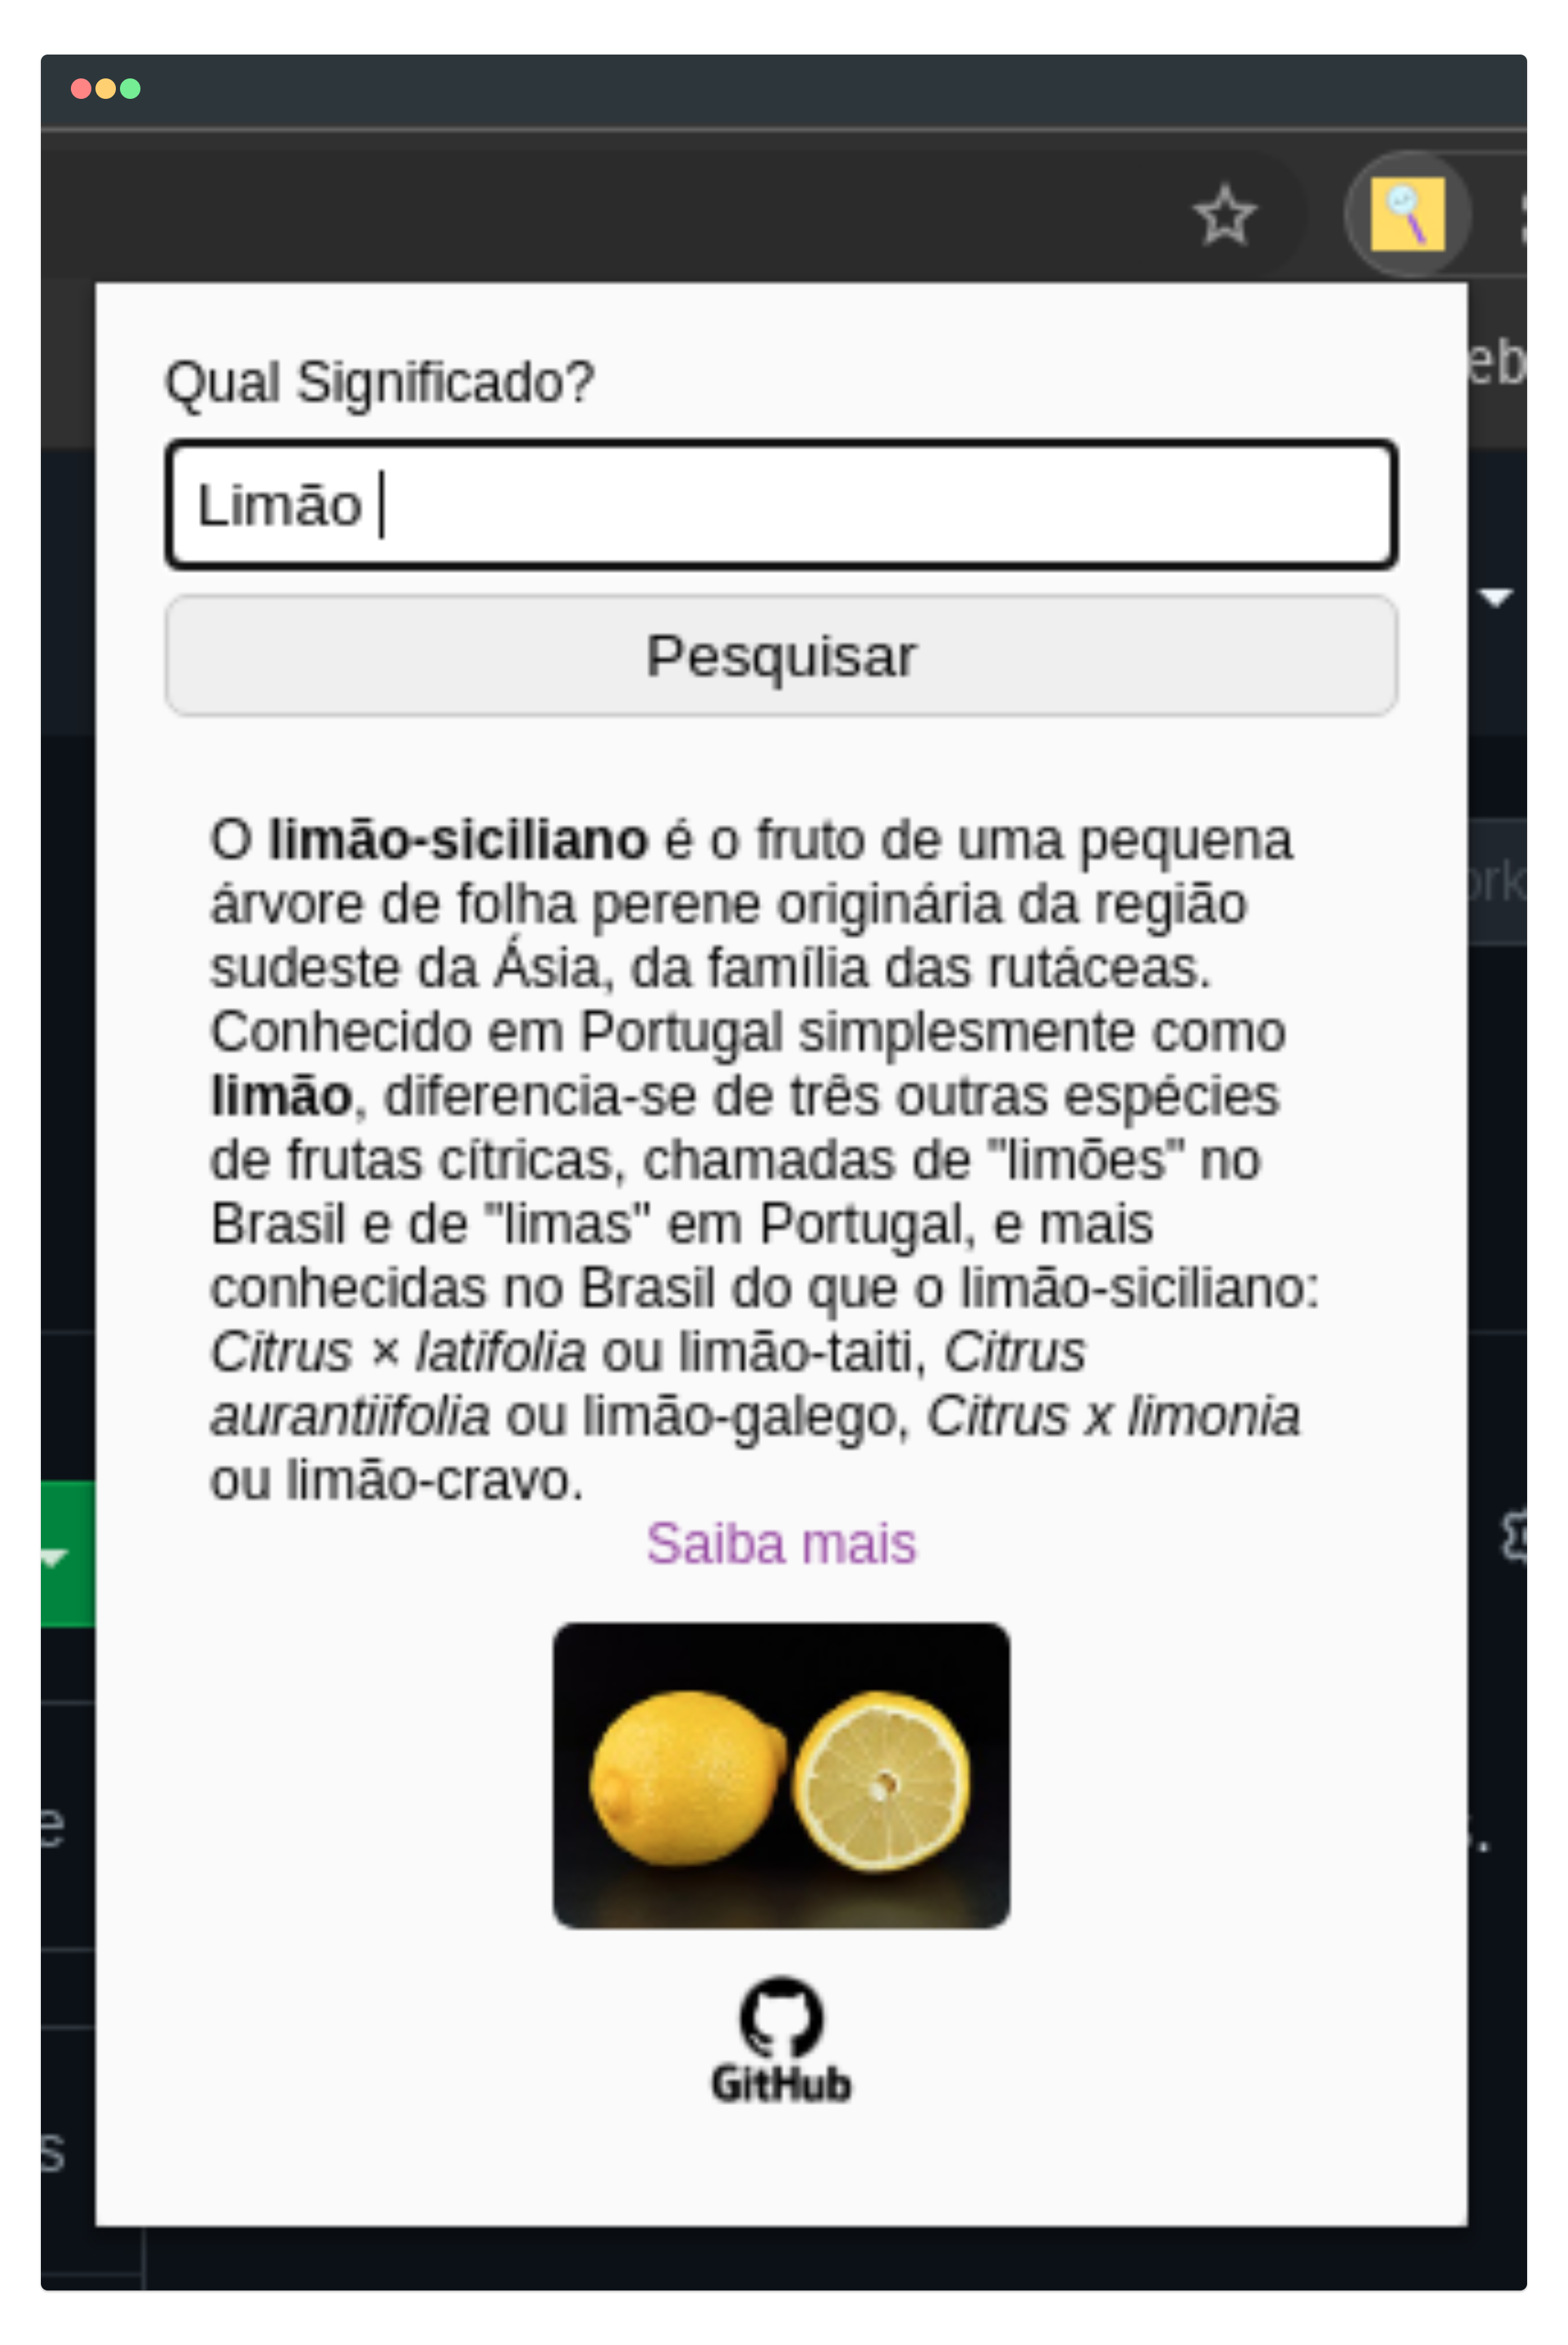 eb
Qual Significado?
Limão
Pesquisar
ork
O limão-siciliano é o fruto de uma pequena
árvore de folha perene originária da região
sudeste da Ásia, da família das rutáceas.
Conhecido em Portugal simplesmente como
limão, diferencia-se de três outras espécies
de frutas cítricas, chamadas de "limões" no
Brasil e de "limas" em Portugal, e mais
conhecidas no Brasil do que o limão-siciliano:
Citrus × latifolia ou limão-taiti, Citrus
aurantiifolia ou limão-galego, Citrus x limonia
ou limão-cravo.
Saiba mais
e
s.
GitHub
s